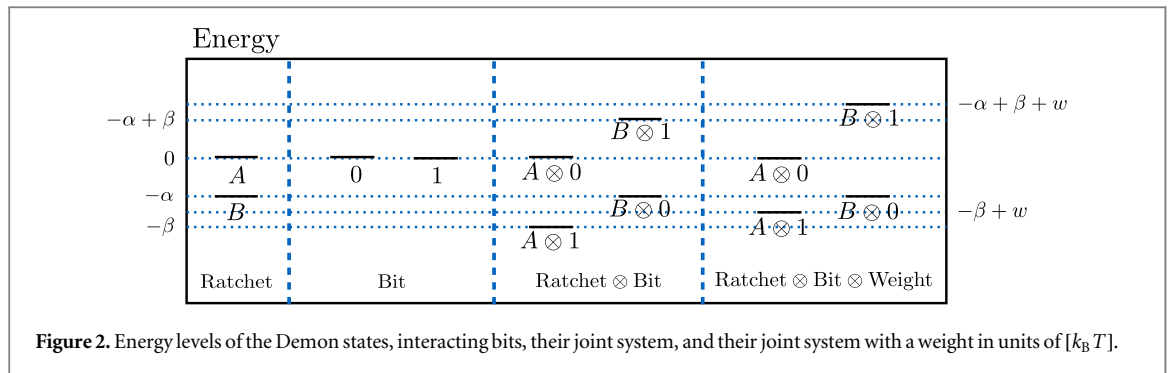 Energy
−α + β + w
−α + β
B ⊗ 1
B ⊗ 1
0
A
0
1
A ⊗ 0
A ⊗ 0
−α
B
B ⊗ 0
B ⊗ 0
−β + w
−β
A ⊗ 1
A ⊗ 1
Ratchet
Bit
Ratchet ⊗ Bit
Ratchet ⊗ Bit ⊗ Weight
Figure 2. Energy levels of the Demon states, interacting bits, their joint system, and their joint system with a weight in units of [k_B T].